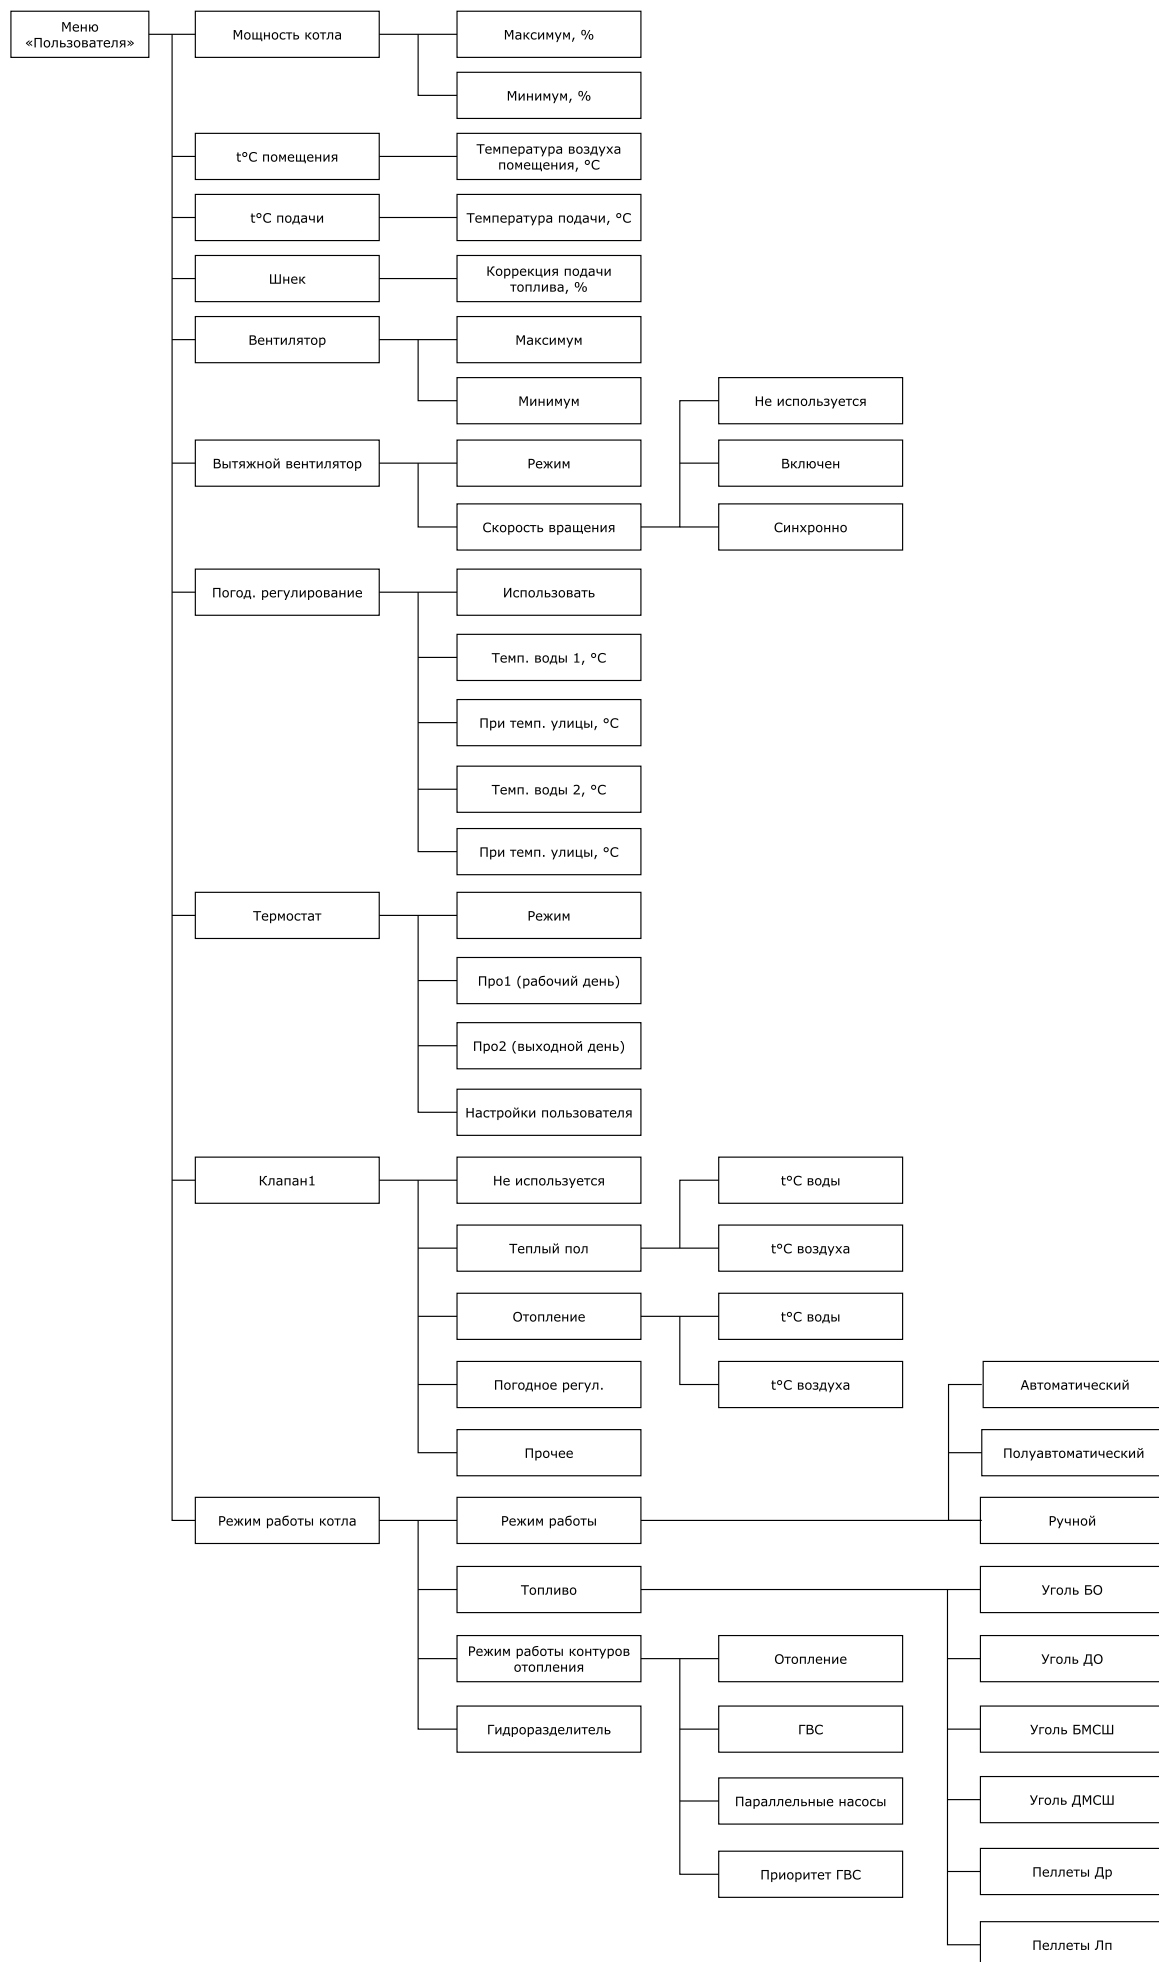 Меню
«Пользователя»
Мощность котла
Максимум, %
Минимум, %
t°C помещения
Температура воздуха
помещения, °C
t°C подачи
Температура подачи, °C
Шнек
Коррекция подачи
топлива, %
Вентилятор
Максимум
Минимум
Вытяжной вентилятор
Режим
Скорость вращения
Не используется
Включен
Синхронно
Погод. регулирование
Использовать
Темп. воды 1, °C
При темп. улицы, °C
Темп. воды 2, °C
При темп. улицы, °C
Термостат
Режим
Про1 (рабочий день)
Про2 (выходной день)
Настройки пользователя
Клапан1
Не используется
Теплый пол
t°C воды
t°C воздуха
Отопление
t°C воды
t°C воздуха
Погодное регул.
Прочее
Режим работы котла
Режим работы
Автоматический
Полуавтоматический
Ручной
Топливо
Уголь БО
Уголь ДО
Уголь БМСШ
Уголь ДМСШ
Пеллеты Др
Пеллеты Лп
Режим работы контуров
отопления
Отопление
ГВС
Параллельные насосы
Приоритет ГВС
Гидроразделитель